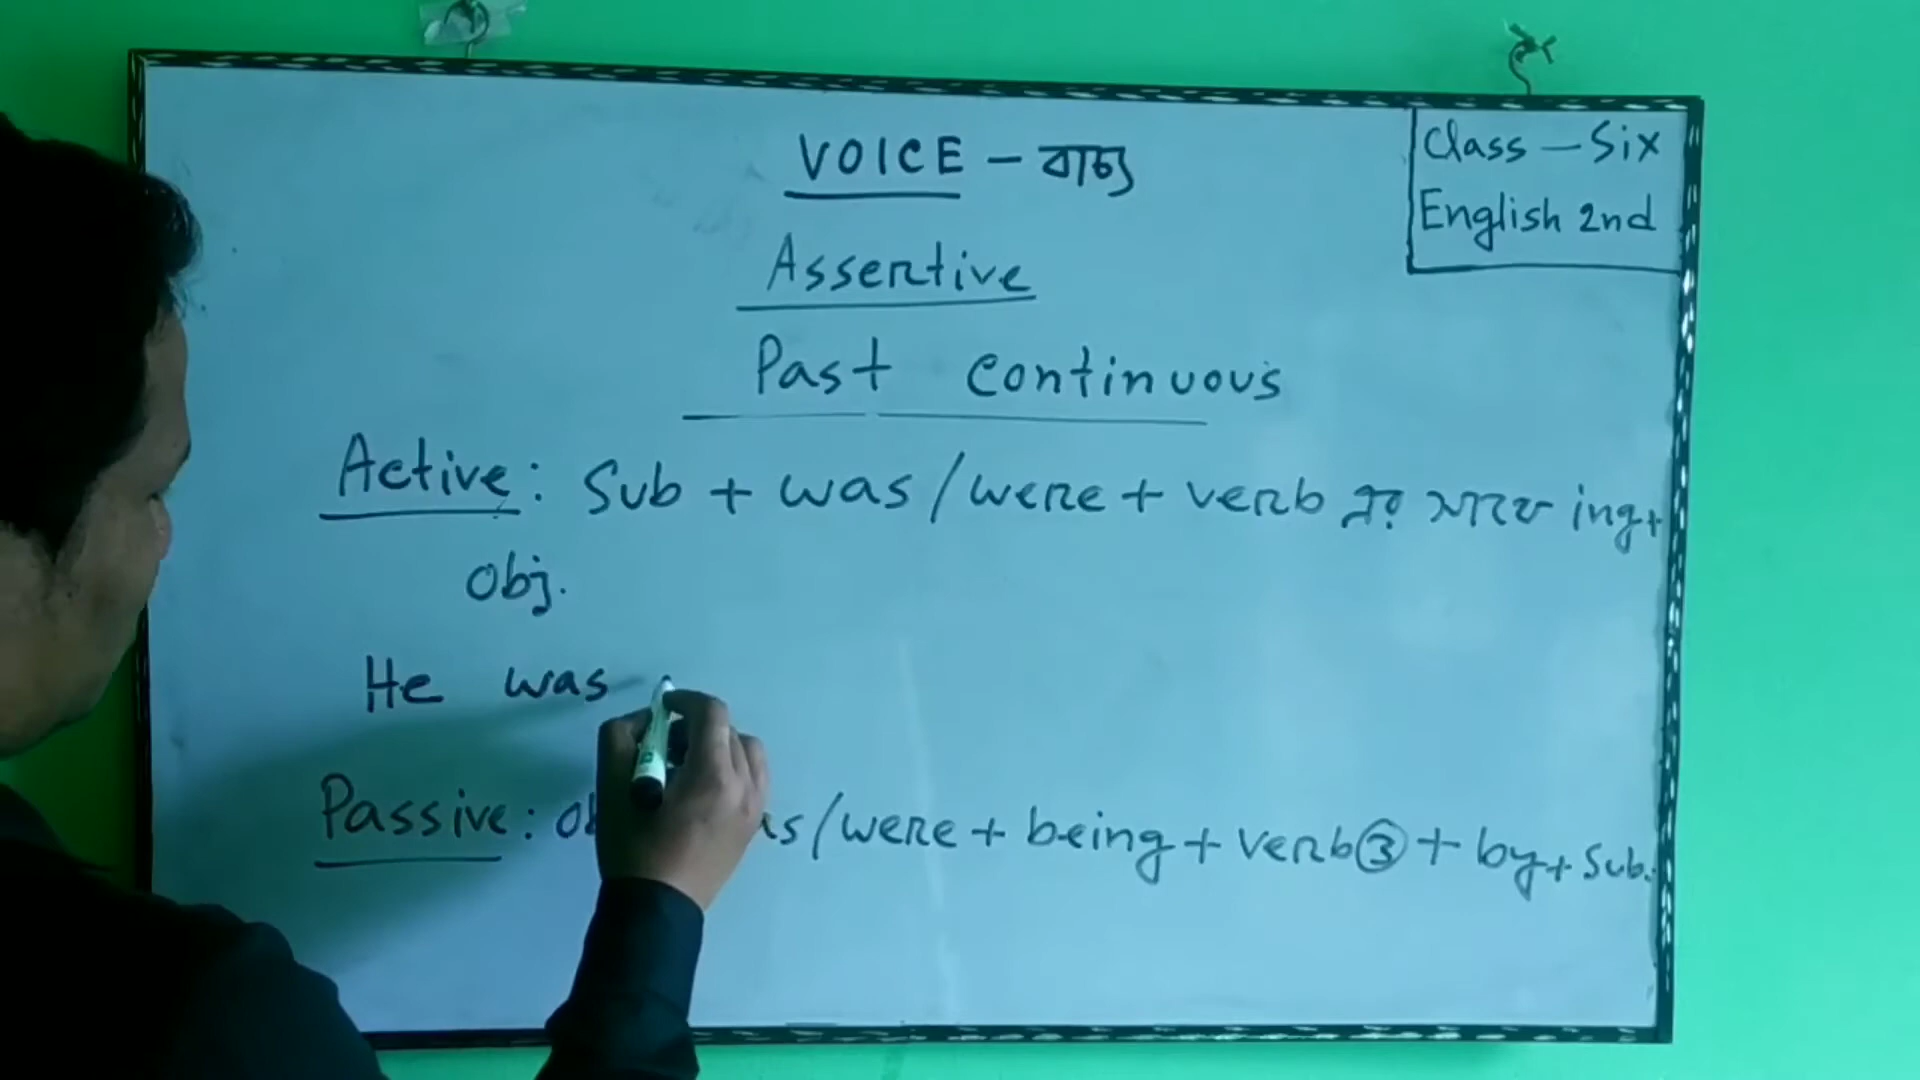 VOICE - বাচ্য
Class - Six
English 2nd
Assertive
Past continuous
Active: Sub + was/were + verb এর সাথে ing +
obj.
He was
Passive: /were + being + verb③ + by + Sub.